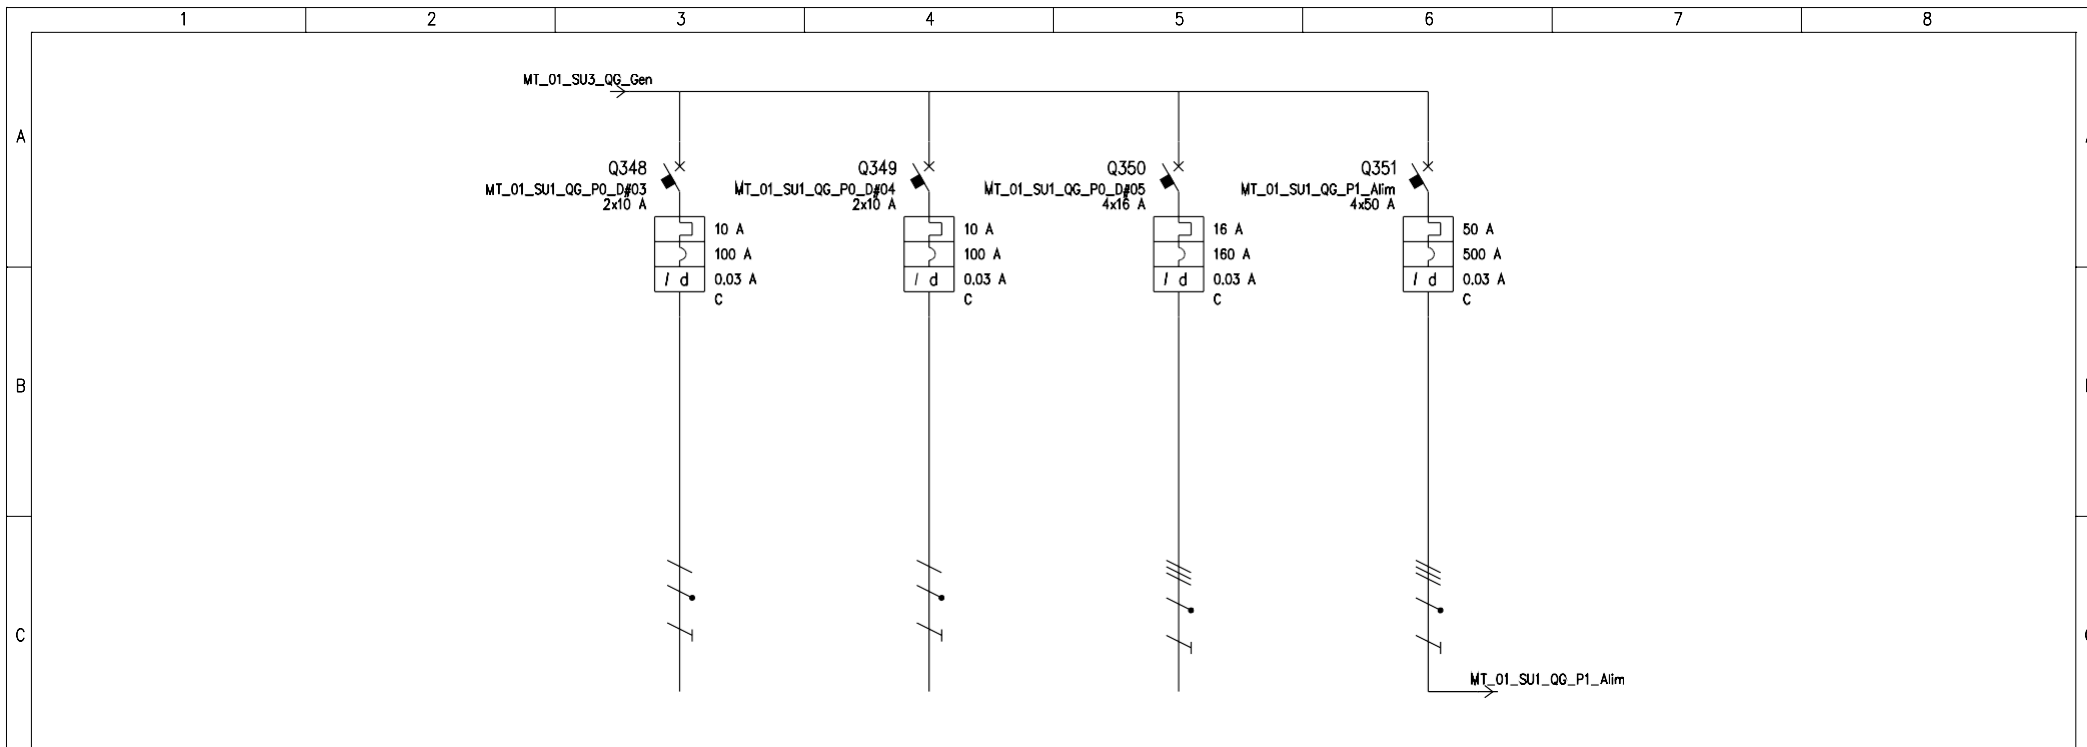 1 2 3 4 5 6 7 8
MT_01_SU3_QG_Gen
A
Q348 Q349 Q350 Q351
MT_01_SU1_QG_P0_D#03 MT_01_SU1_QG_P0_D#04 MT_01_SU1_QG_P0_D#05 MT_01_SU1_QG_P1_Alim
2x10 A 2x10 A 4x16 A 4x50 A
10 A 10 A 16 A 50 A
100 A 100 A 160 A 500 A
I d 0.03 A I d 0.03 A I d 0.03 A I d 0.03 A
C C C C
B
C
MT_01_SU1_QG_P1_Alim